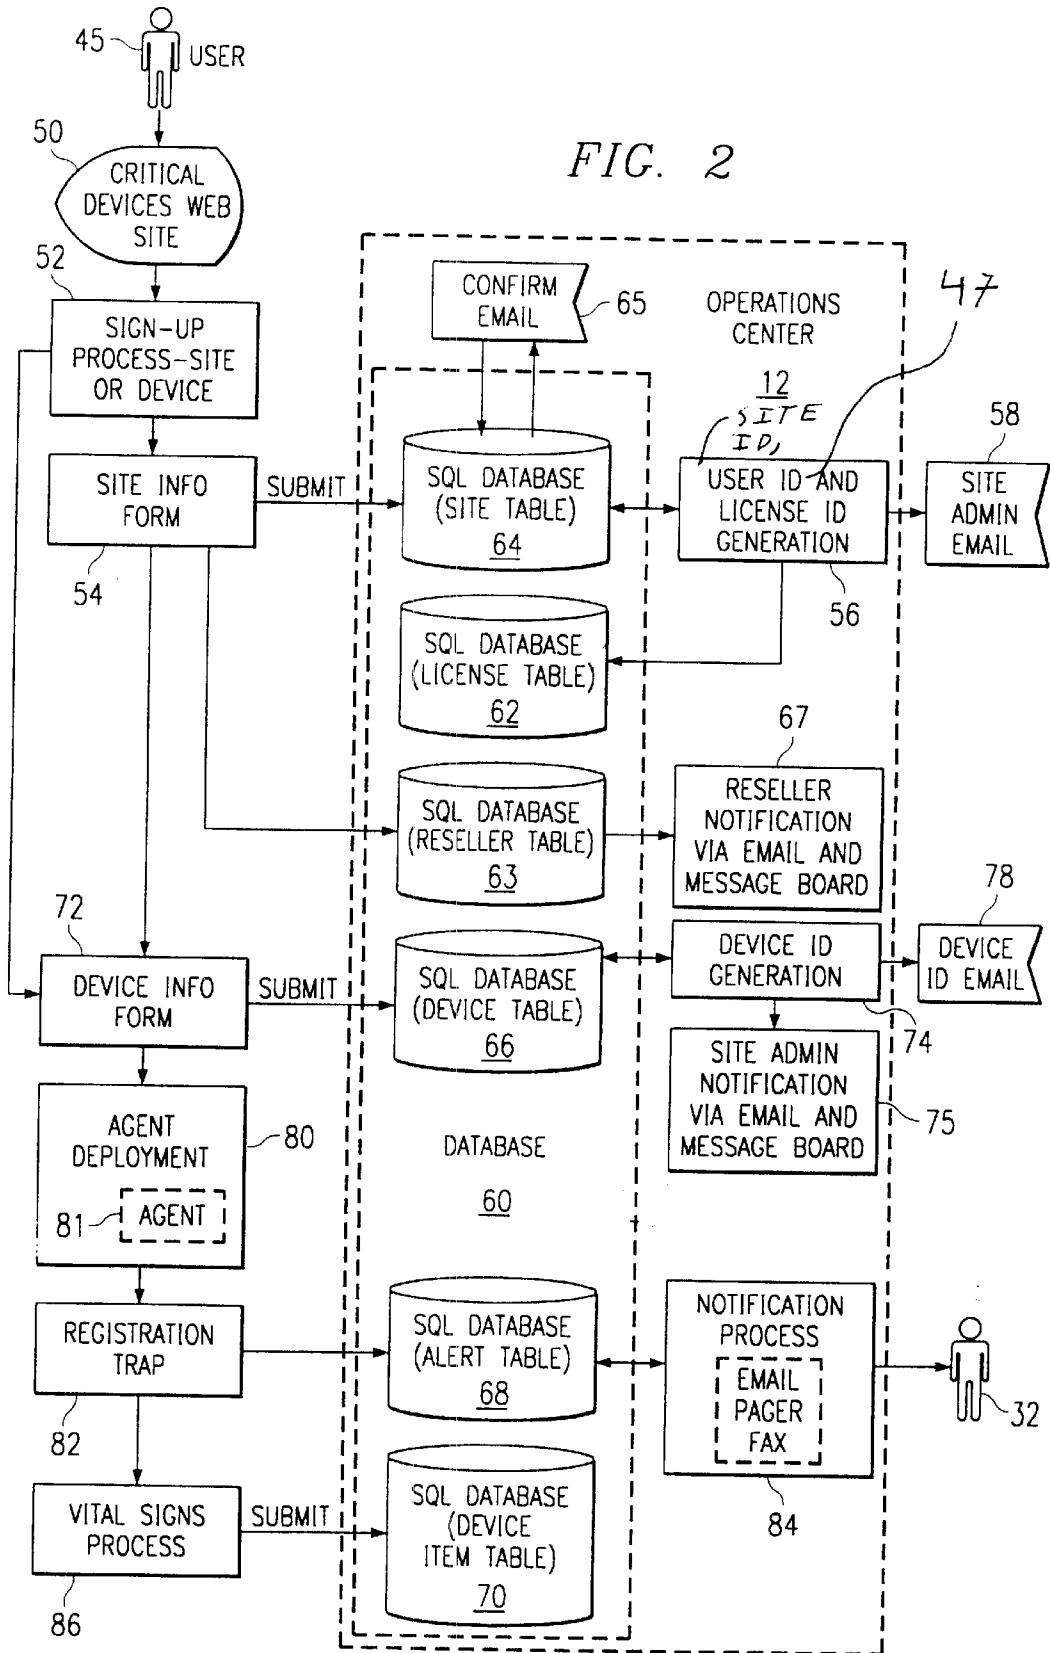 45
USER
FIG. 2
50
CRITICAL
DEVICES WEB
SITE
52
SIGN-UP
PROCESS-SITE
OR DEVICE
CONFIRM
EMAIL
65
OPERATIONS
CENTER
12
47
SITE
ID,
SITE INFO
FORM
54
SUBMIT
SQL DATABASE
(SITE TABLE)
64
USER ID AND
LICENSE ID
GENERATION
56
58
SITE
ADMIN
EMAIL
SQL DATABASE
(LICENSE TABLE)
62
SQL DATABASE
(RESELLER TABLE)
63
67
RESELLER
NOTIFICATION
VIA EMAIL AND
MESSAGE BOARD
72
DEVICE INFO
FORM
SUBMIT
SQL DATABASE
(DEVICE TABLE)
66
DEVICE ID
GENERATION
74
78
DEVICE
ID EMAIL
SITE ADMIN
NOTIFICATION
VIA EMAIL AND
MESSAGE BOARD
75
AGENT
DEPLOYMENT
80
81
AGENT
DATABASE
60
REGISTRATION
TRAP
82
SQL DATABASE
(ALERT TABLE)
68
NOTIFICATION
PROCESS
EMAIL
PAGER
FAX
84
32
VITAL SIGNS
PROCESS
86
SUBMIT
SQL DATABASE
(DEVICE
ITEM TABLE)
70